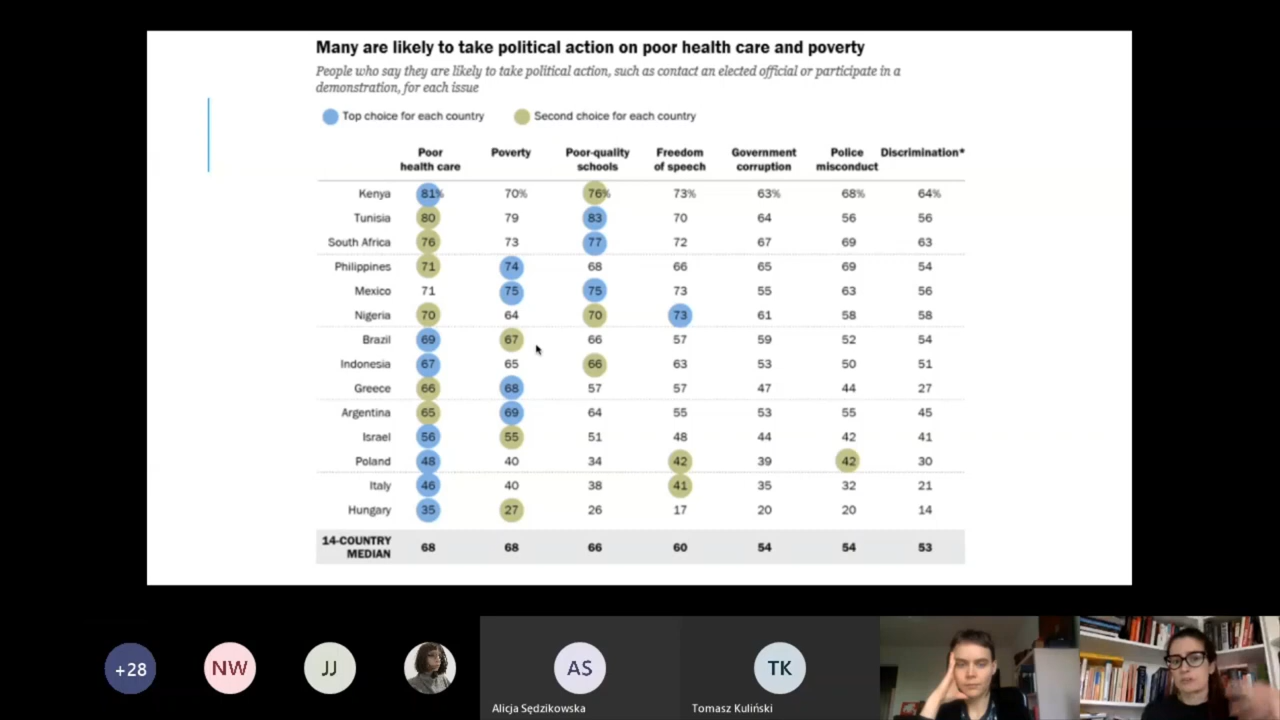 Many are likely to take political action on poor health care and poverty
People who say they are likely to take political action, such as contact an elected official or participate in a
demonstration, for each issue
Top choice for each country Second choice for each country
Poor health care Poverty Poor-quality schools Freedom of speech Government corruption Police misconduct Discrimination*
Kenya 81% 70% 76% 73% 63% 68% 64%
Tunisia 80 79 83 70 64 56 56
South Africa 76 73 77 72 67 69 63
Philippines 71 74 68 66 65 69 54
Mexico 71 75 75 73 55 63 56
Nigeria 70 64 70 73 61 58 58
Brazil 69 67 66 57 59 52 54
Indonesia 67 65 66 63 53 50 51
Greece 66 68 57 57 47 44 27
Argentina 65 69 64 55 53 55 45
Israel 56 55 51 48 44 42 41
Poland 48 40 34 42 39 42 30
Italy 46 40 38 41 35 32 21
Hungary 35 27 26 17 20 20 14
14-COUNTRY MEDIAN 68 68 66 60 54 54 53
+28 NW JJ AS TK
Alicja Sędzikowska Tomasz Kuliński